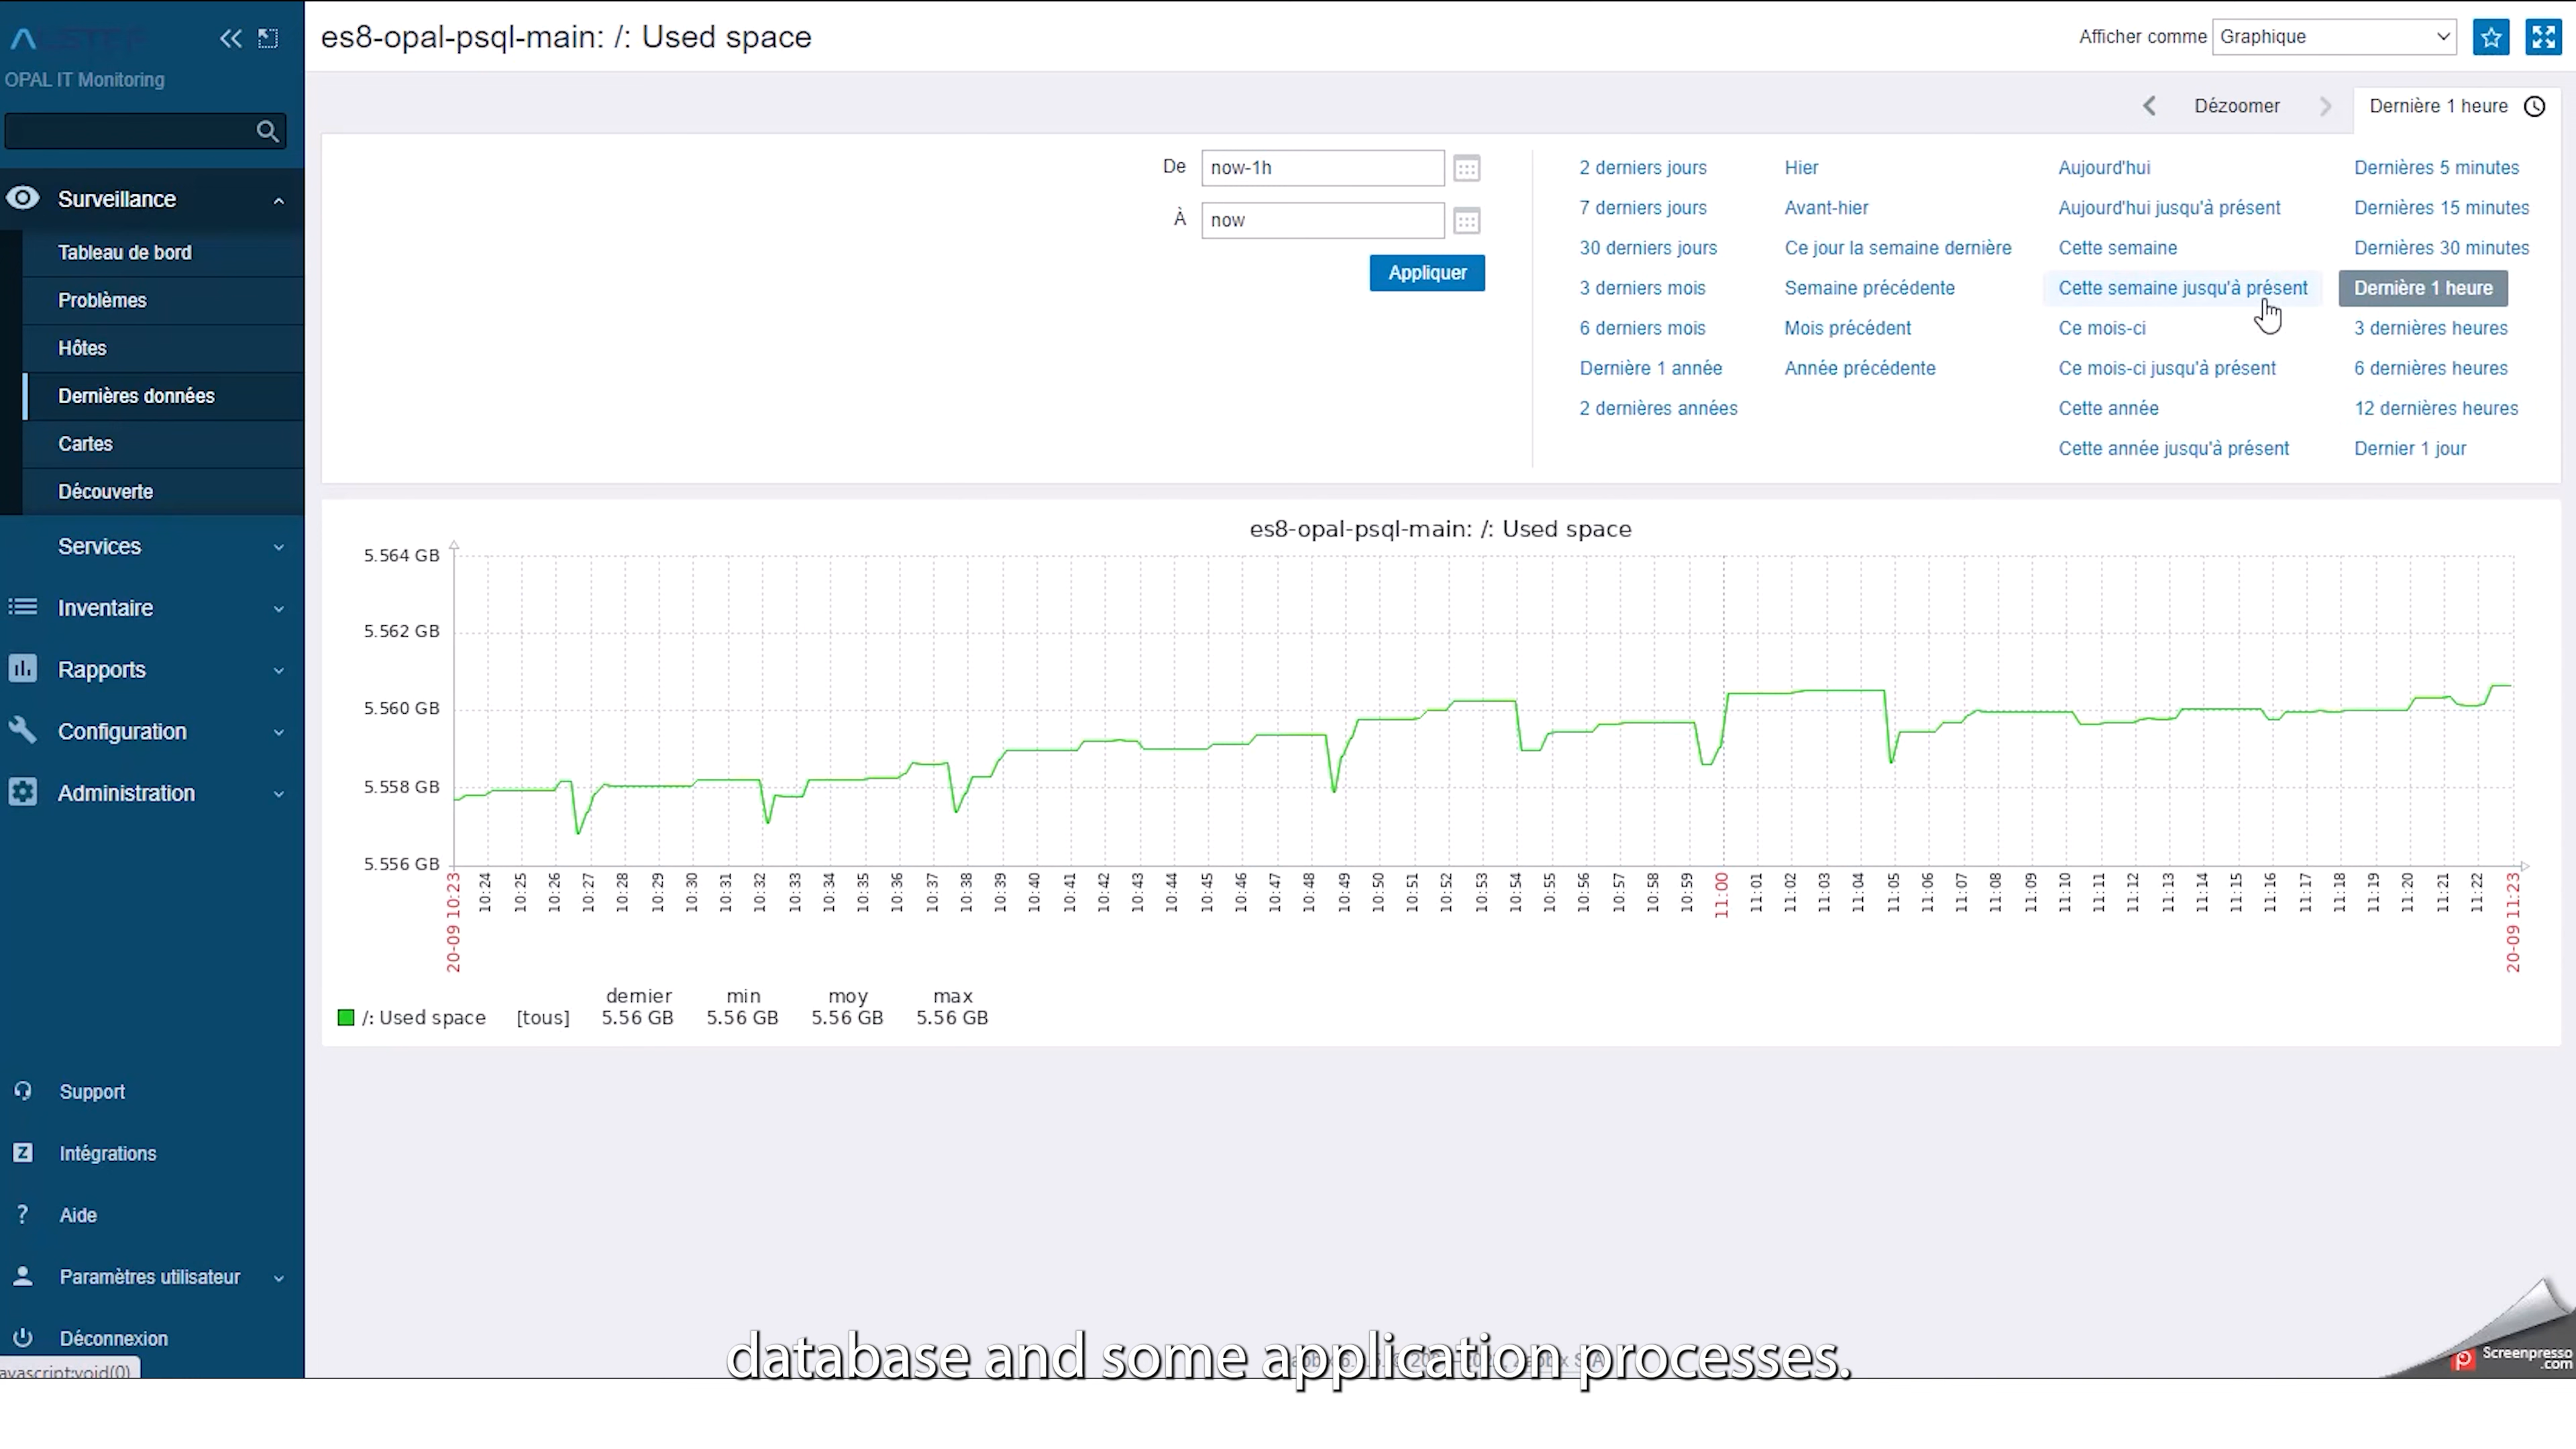 es8-opal-psql-main: /: Used space
Afficher comme Graphique
OPAL IT Monitoring
Dézoomer
Dernière 1 heure
Surveillance
Tableau de bord
Problèmes
Hôtes
Dernières données
Cartes
Découverte
Services
Inventaire
Rapports
Configuration
Administration
Support
Intégrations
Aide
Paramètres utilisateur
Déconnexion
De now-1h
À now
Appliquer
2 derniers jours Hier Aujourd'hui Dernières 5 minutes
7 derniers jours Avant-hier Aujourd'hui jusqu'à présent Dernières 15 minutes
30 derniers jours Ce jour la semaine dernière Cette semaine Dernières 30 minutes
3 derniers mois Semaine précédente Cette semaine jusqu'à présent Dernière 1 heure
6 derniers mois Mois précédent Ce mois-ci 3 dernières heures
Dernière 1 année Année précédente Ce mois-ci jusqu'à présent 6 dernières heures
2 dernières années Cette année 12 dernières heures
Cette année jusqu'à présent Dernier 1 jour
es8-opal-psql-main: /: Used space
5.564 GB
5.562 GB
5.560 GB
5.558 GB
5.556 GB
20-09 10:23 10:24 10:25 10:26 10:27 10:28 10:29 10:30 10:31 10:32 10:33 10:34 10:35 10:36 10:37 10:38 10:39 10:40 10:41 10:42 10:43 10:44 10:45 10:46 10:47 10:48 10:49 10:50 10:51 10:52 10:53 10:54 10:55 10:56 10:57 10:58 10:59 11:00 11:01 11:02 11:03 11:04 11:05 11:06 11:07 11:08 11:09 11:10 11:11 11:12 11:13 11:14 11:15 11:16 11:17 11:18 11:19 11:20 11:21 11:22 20-09 11:23
dernier min moy max
/: Used space [tous] 5.56 GB 5.56 GB 5.56 GB 5.56 GB
database and some application processes.
Screenpresso
.com